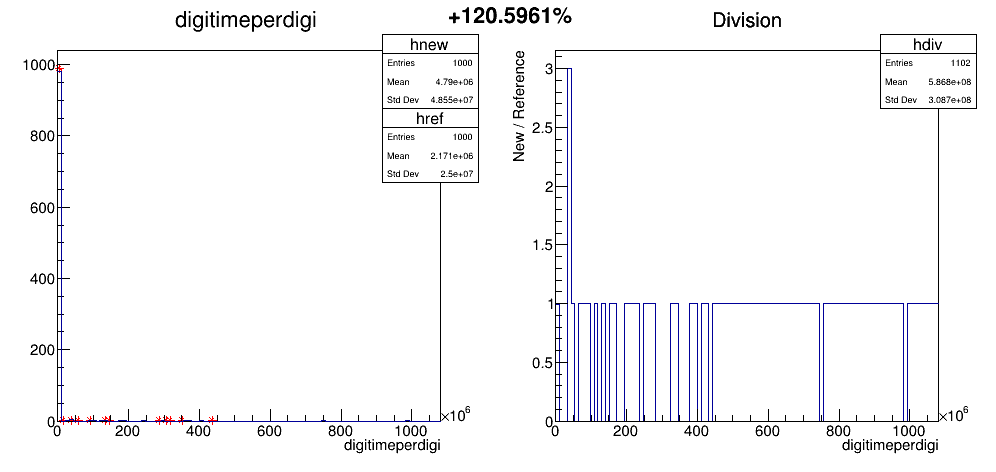 +120.5961%
digitimeperdigi
hnew
Entries 1000
Mean 4.79e+06
Std Dev 4.855e+07
href
Entries 1000
Mean 2.171e+06
Std Dev 2.5e+07
1000
800
600
400
200
0
0 200 400 600 800 1000 ×10⁶
digitimeperdigi
Division
hdiv
Entries 1102
Mean 5.868e+08
Std Dev 3.087e+08
New / Reference
3
2.5
2
1.5
1
0.5
0
0 200 400 600 800 1000 ×10⁶
digitimeperdigi